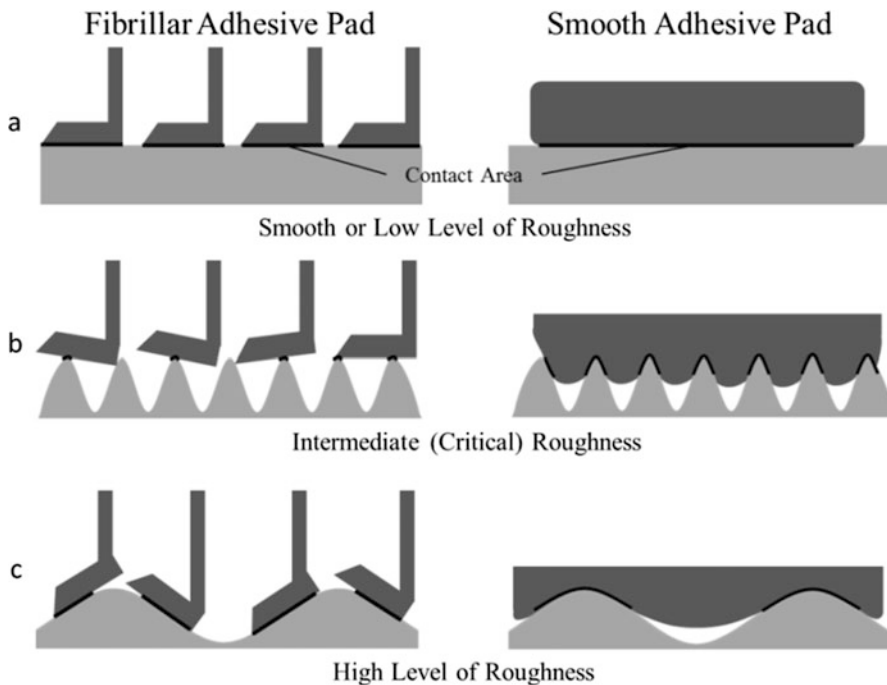 Fibrillar Adhesive Pad
Smooth Adhesive Pad
a
Contact Area
Smooth or Low Level of Roughness
b
Intermediate (Critical) Roughness
c
High Level of Roughness